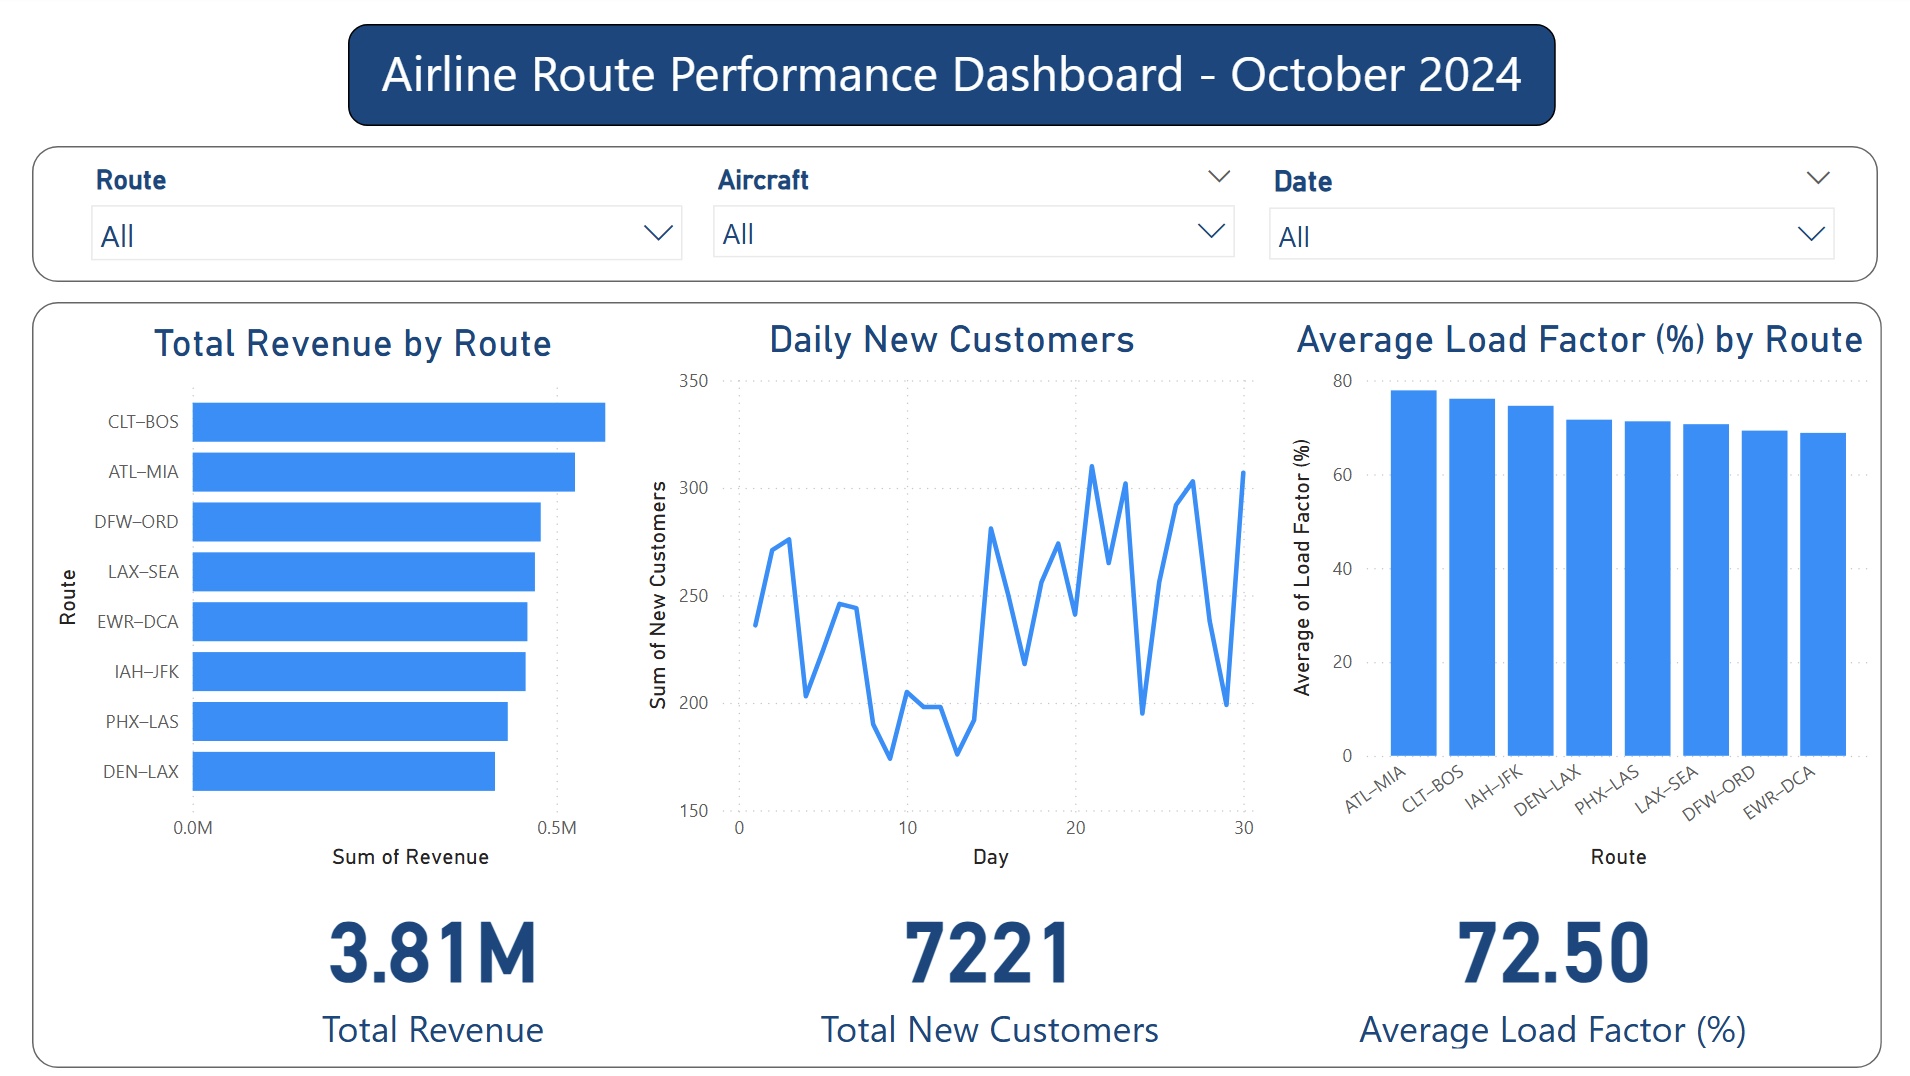 Airline Route Performance Dashboard - October 2024
Route
All
Aircraft
All
Date
All
Total Revenue by Route
Route
CLT–BOS
ATL–MIA
DFW–ORD
LAX–SEA
EWR–DCA
IAH–JFK
PHX–LAS
DEN–LAX
0.0M 0.5M
Sum of Revenue
Daily New Customers
Sum of New Customers
350
300
250
200
150
0 10 20 30
Day
Average Load Factor (%) by Route
Average of Load Factor (%)
80
60
40
20
0
ATL–MIA CLT–BOS IAH–JFK DEN–LAX PHX–LAS LAX–SEA DFW–ORD EWR–DCA
Route
3.81M
Total Revenue
7221
Total New Customers
72.50
Average Load Factor (%)